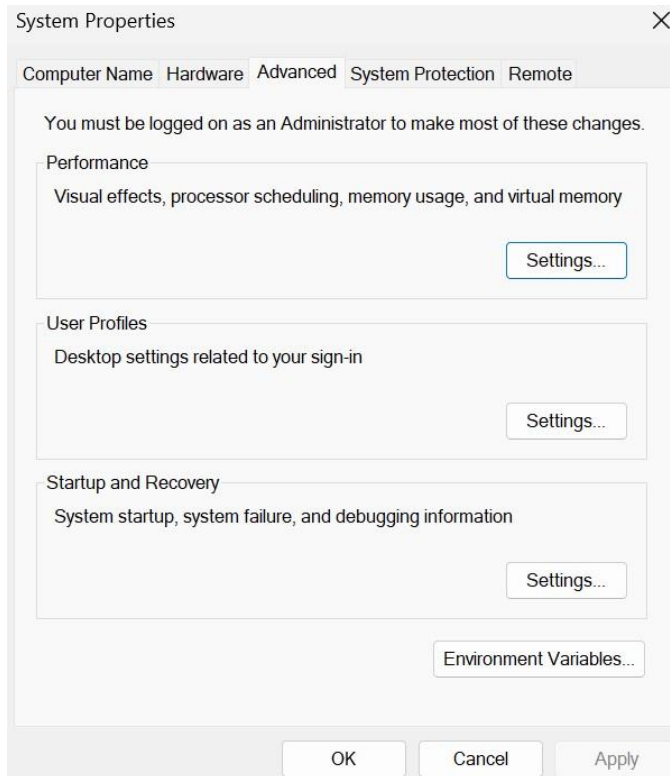 System Properties
Computer Name Hardware Advanced System Protection Remote
You must be logged on as an Administrator to make most of these changes.
Performance
Visual effects, processor scheduling, memory usage, and virtual memory
Settings...
User Profiles
Desktop settings related to your sign-in
Settings...
Startup and Recovery
System startup, system failure, and debugging information
Settings...
Environment Variables...
OK Cancel Apply